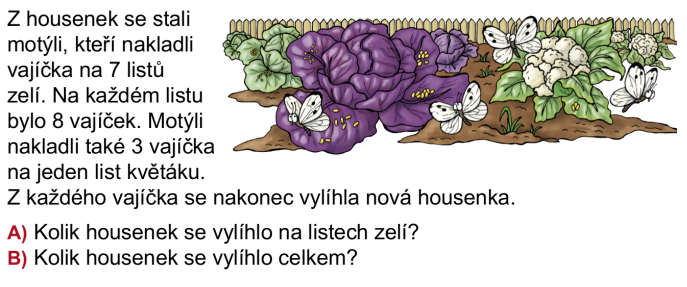 Z housenek se stali
motýli, kteří nakladli
vajíčka na 7 listů
zelí. Na každém listu
bylo 8 vajíček. Motýli
nakladli také 3 vajíčka
na jeden list květáku.
Z každého vajíčka se nakonec vylíhla nová housenka.
A) Kolik housenek se vylíhlo na listech zelí?
B) Kolik housenek se vylíhlo celkem?